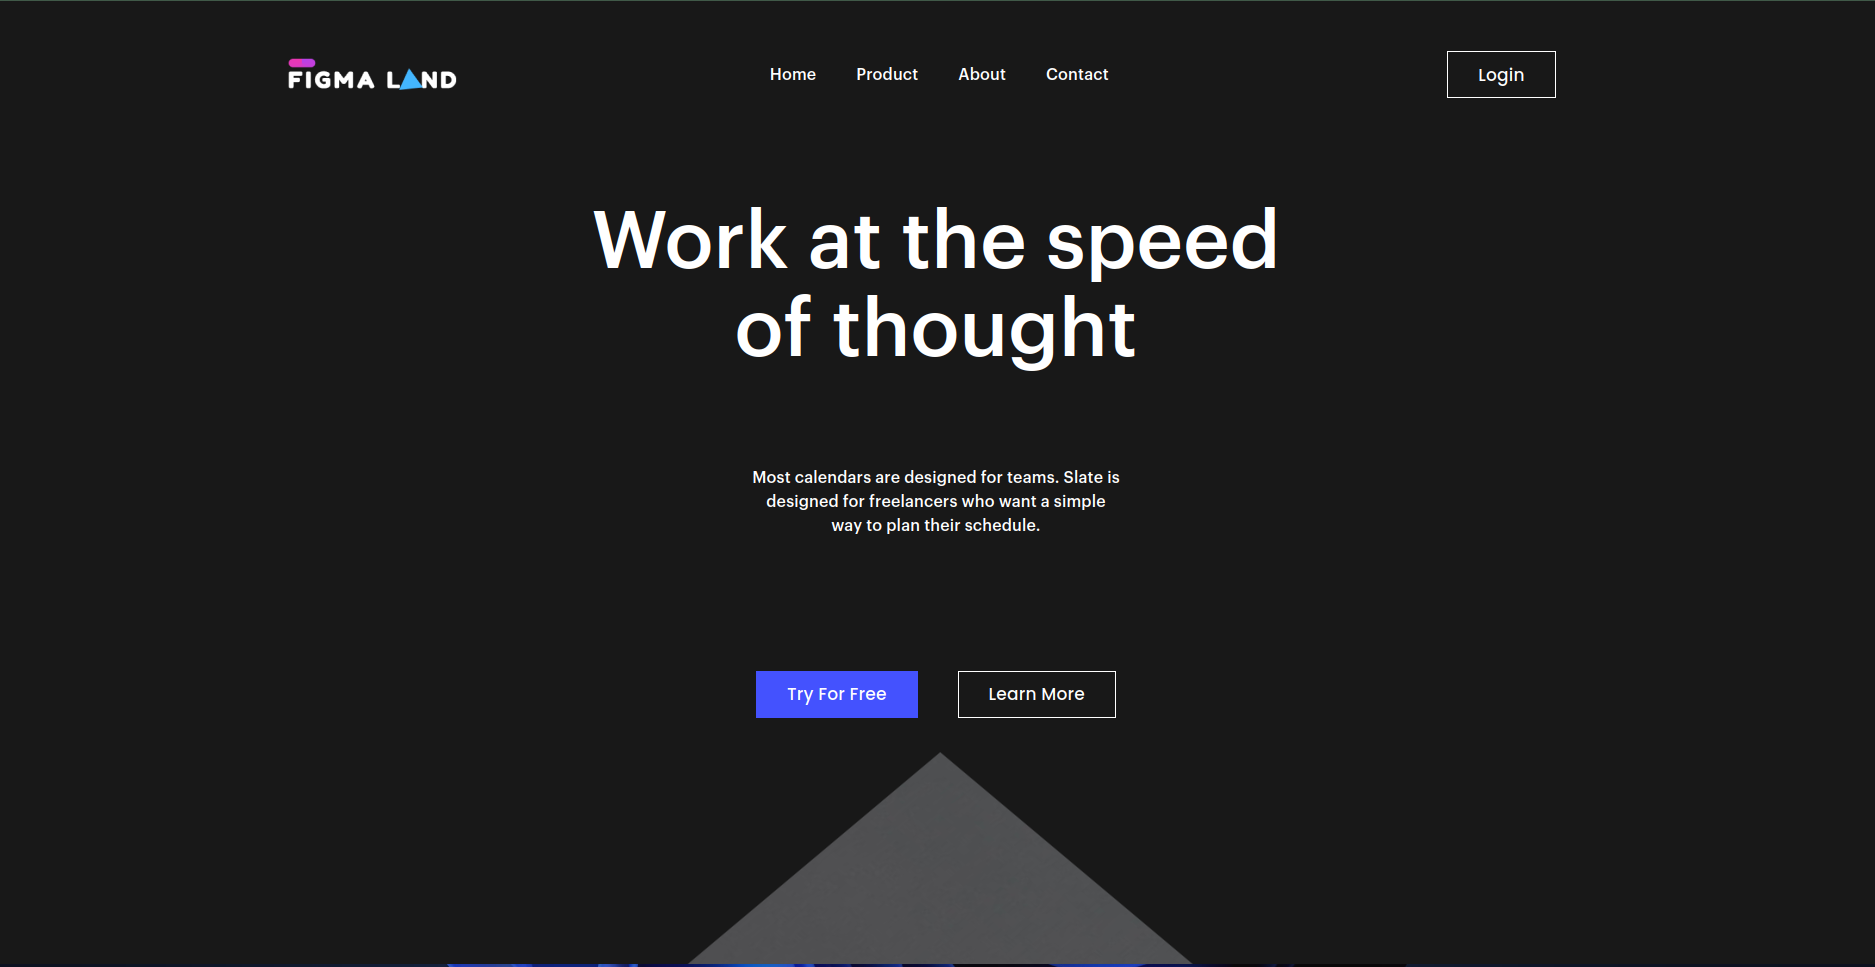 FIGMA LAND
Home Product About Contact
Login
Work at the speed
of thought
Most calendars are designed for teams. Slate is
designed for freelancers who want a simple
way to plan their schedule.
Try For Free
Learn More